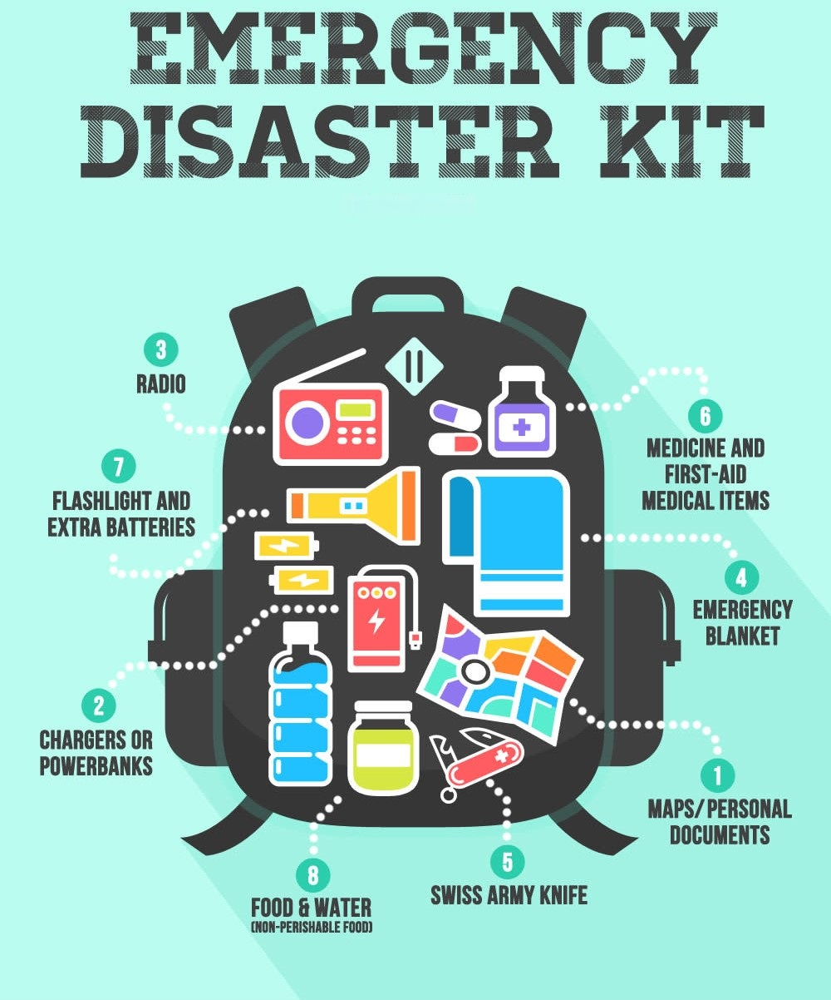 EMERGENCY
DISASTER KIT
3
RADIO
6
MEDICINE AND
FIRST-AID
MEDICAL ITEMS
7
FLASHLIGHT AND
EXTRA BATTERIES
4
EMERGENCY
BLANKET
2
CHARGERS OR
POWERBANKS
1
MAPS/PERSONAL
DOCUMENTS
5
SWISS ARMY KNIFE
8
FOOD & WATER
(NON-PERISHABLE FOOD)